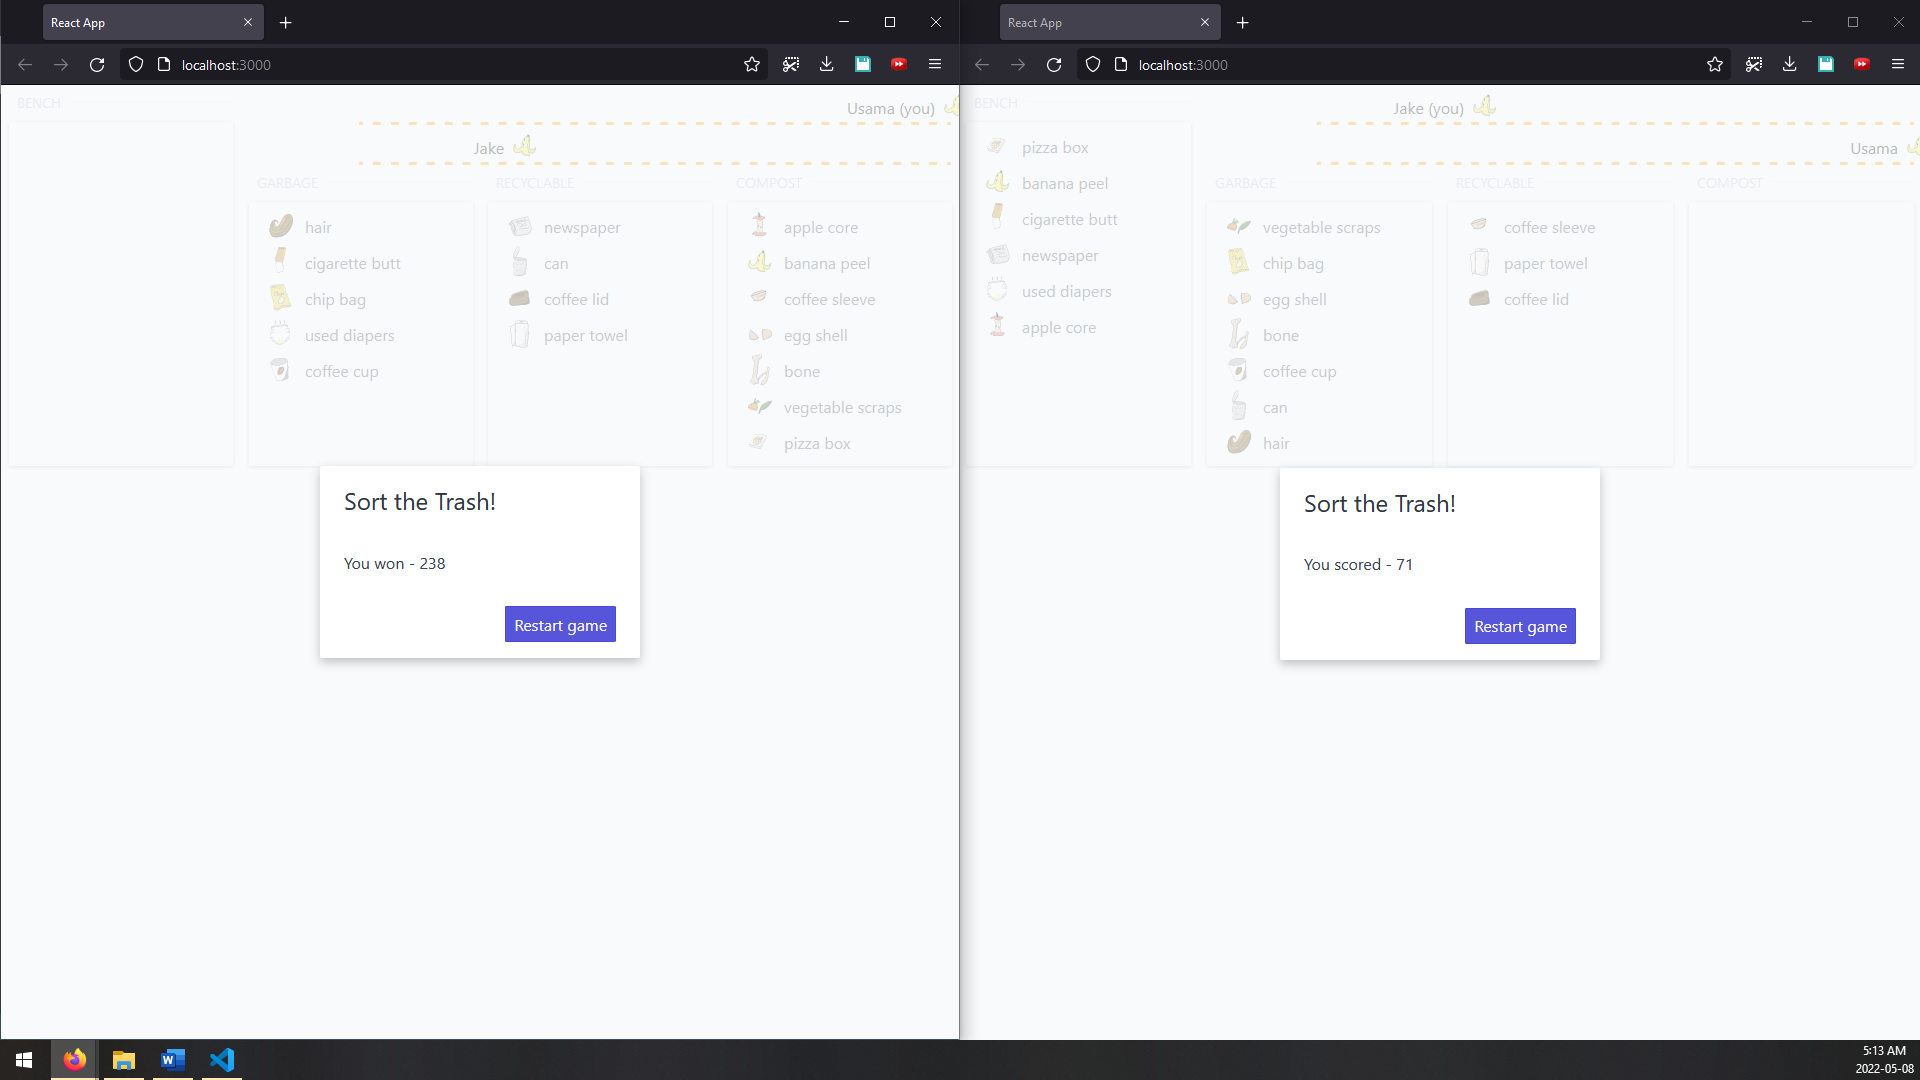 React App
localhost:3000
BENCH
Usama (you)
Jake
GARBAGE
hair
cigarette butt
chip bag
used diapers
coffee cup
RECYCLABLE
newspaper
can
coffee lid
paper towel
COMPOST
apple core
banana peel
coffee sleeve
egg shell
bone
vegetable scraps
pizza box
Sort the Trash!
You won - 238
Restart game
React App
localhost:3000
BENCH
pizza box
banana peel
cigarette butt
newspaper
used diapers
apple core
Jake (you)
Usama
GARBAGE
vegetable scraps
chip bag
egg shell
bone
coffee cup
can
hair
RECYCLABLE
coffee sleeve
paper towel
coffee lid
COMPOST
Sort the Trash!
You scored - 71
Restart game
5:13 AM
2022-05-08